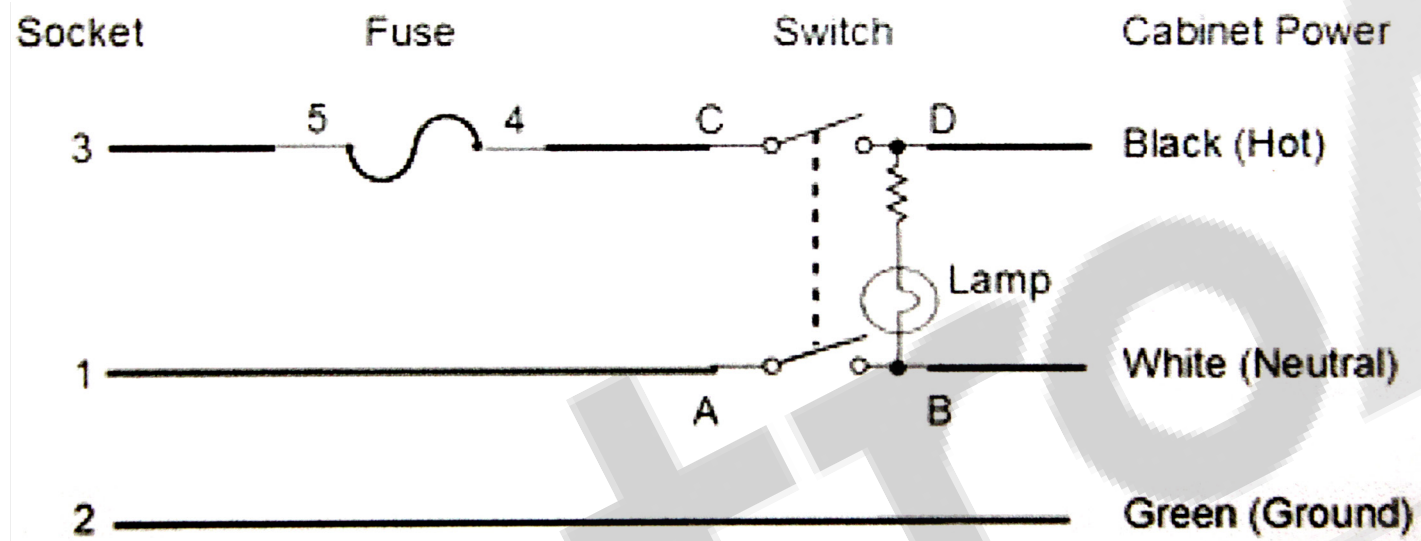 Socket Fuse Switch Cabinet Power
3 5 4 C D Black (Hot)
Lamp
1 White (Neutral)
A B
2 Green (Ground)